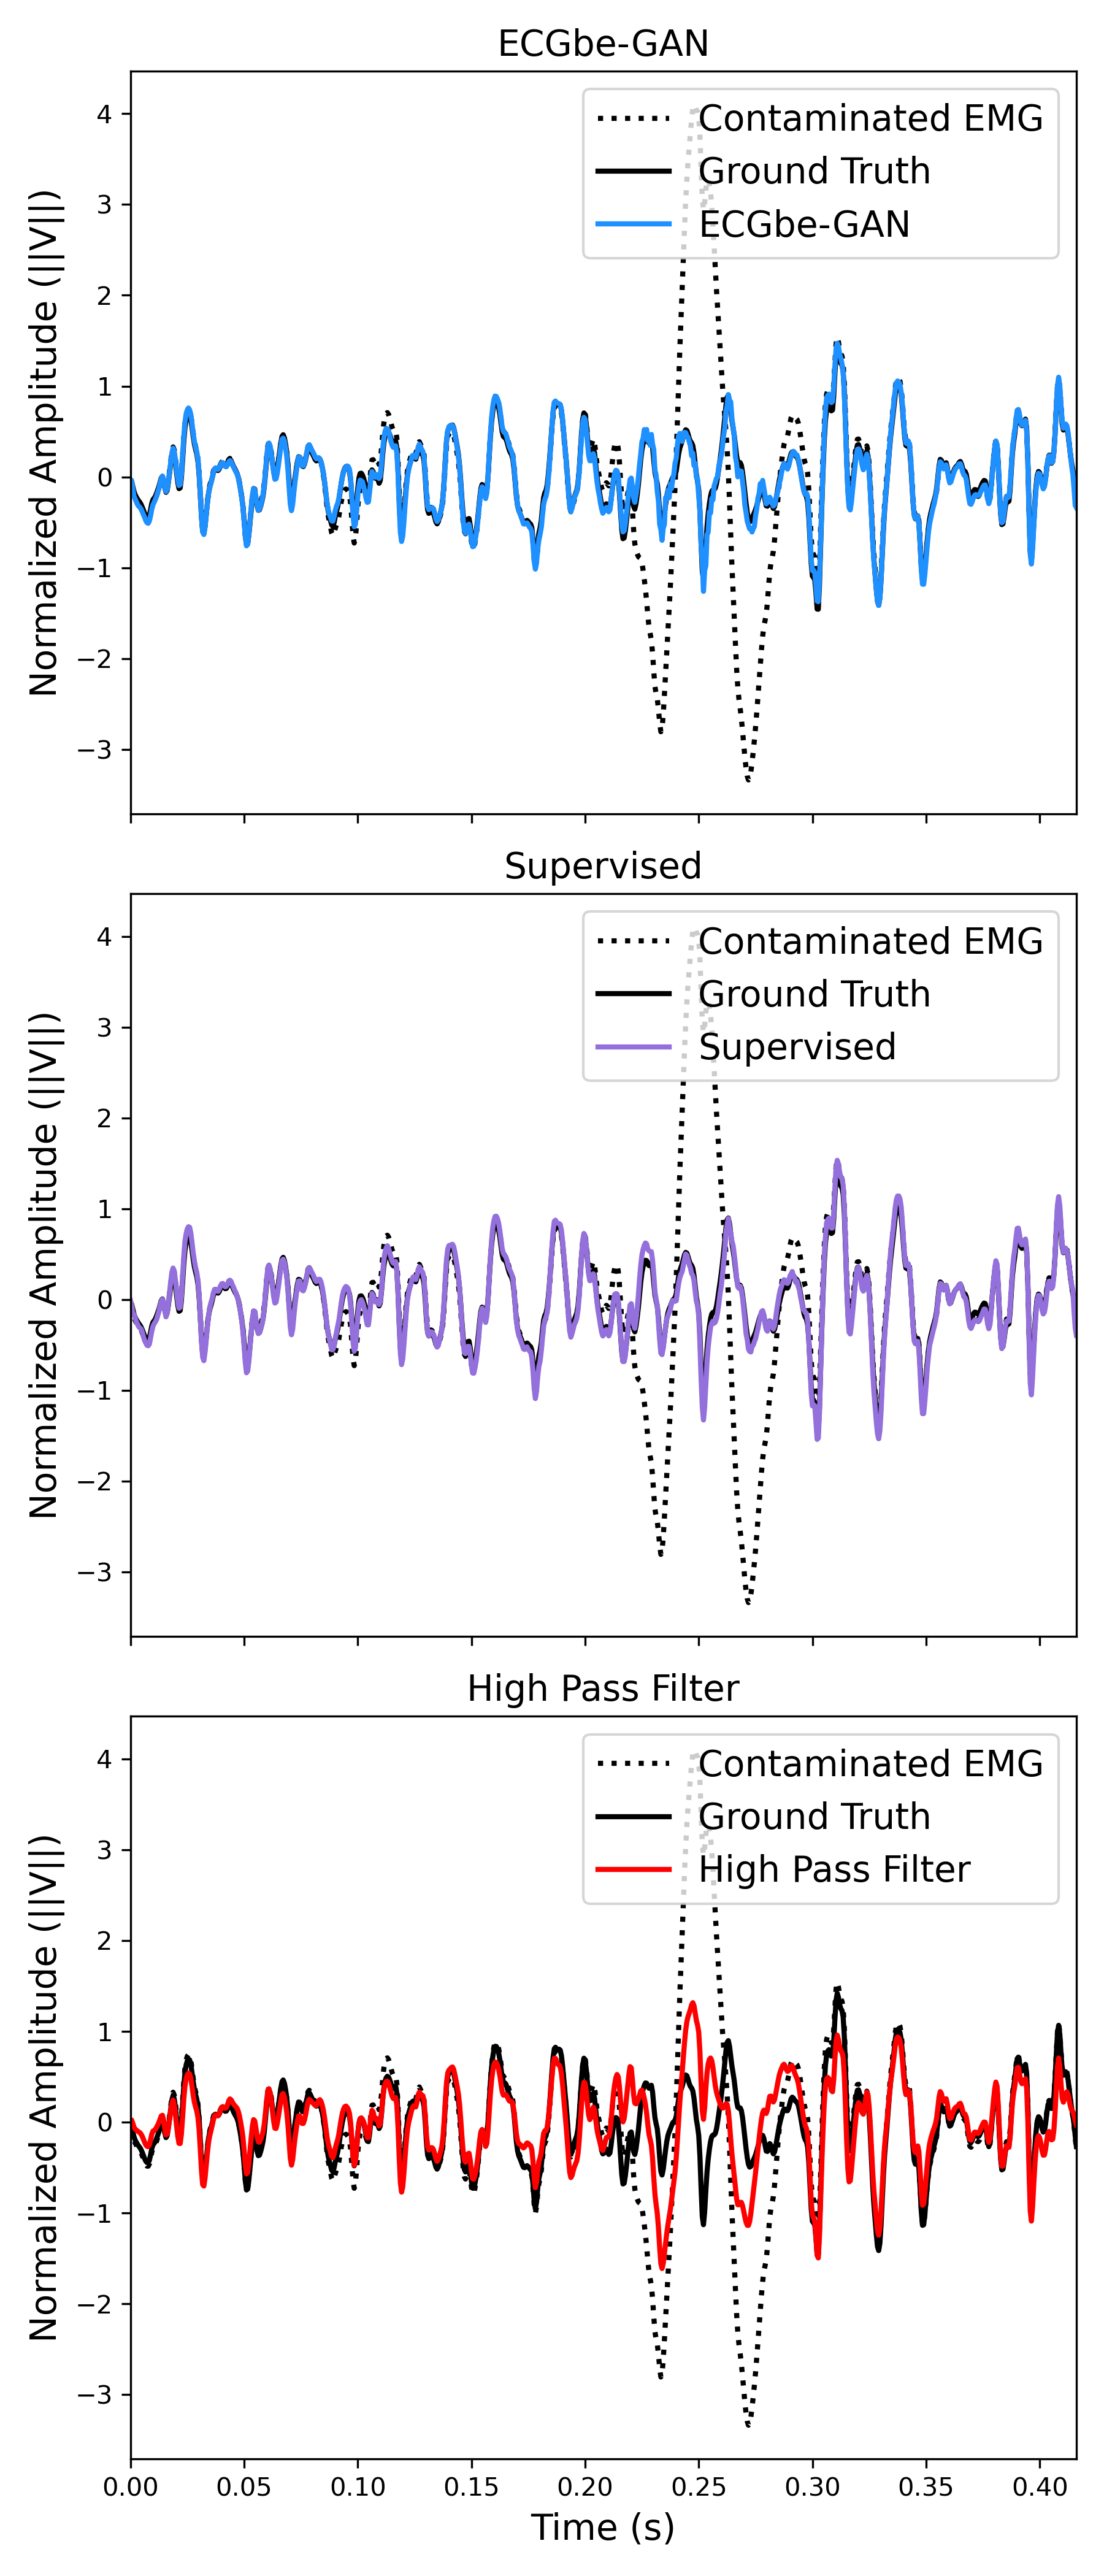 ECGbe-GAN
Normalized Amplitude (||V||)
4
3
2
1
0
−1
−2
−3
Contaminated EMG
Ground Truth
ECGbe-GAN
Supervised
Normalized Amplitude (||V||)
4
3
2
1
0
−1
−2
−3
Contaminated EMG
Ground Truth
Supervised
High Pass Filter
Normalized Amplitude (||V||)
4
3
2
1
0
−1
−2
−3
Contaminated EMG
Ground Truth
High Pass Filter
0.00 0.05 0.10 0.15 0.20 0.25 0.30 0.35 0.40
Time (s)